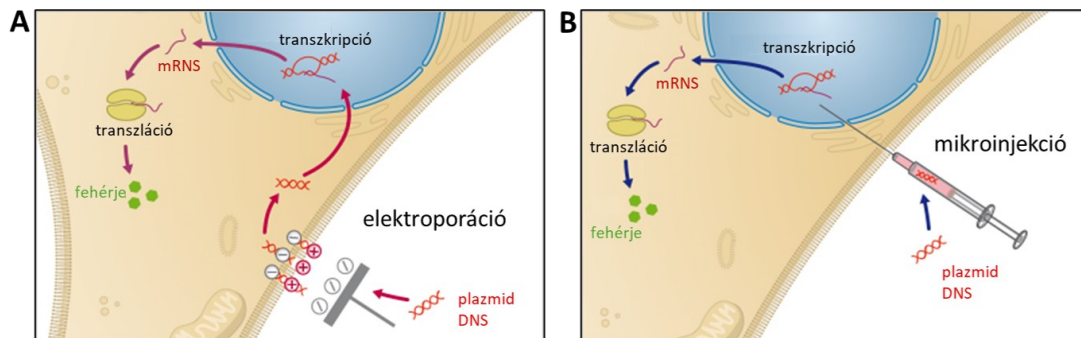 A
transzkripció
mRNS
transzláció
fehérje
elektroporáció
plazmid
DNS
B
transzkripció
mRNS
transzláció
fehérje
mikroinjekció
plazmid
DNS